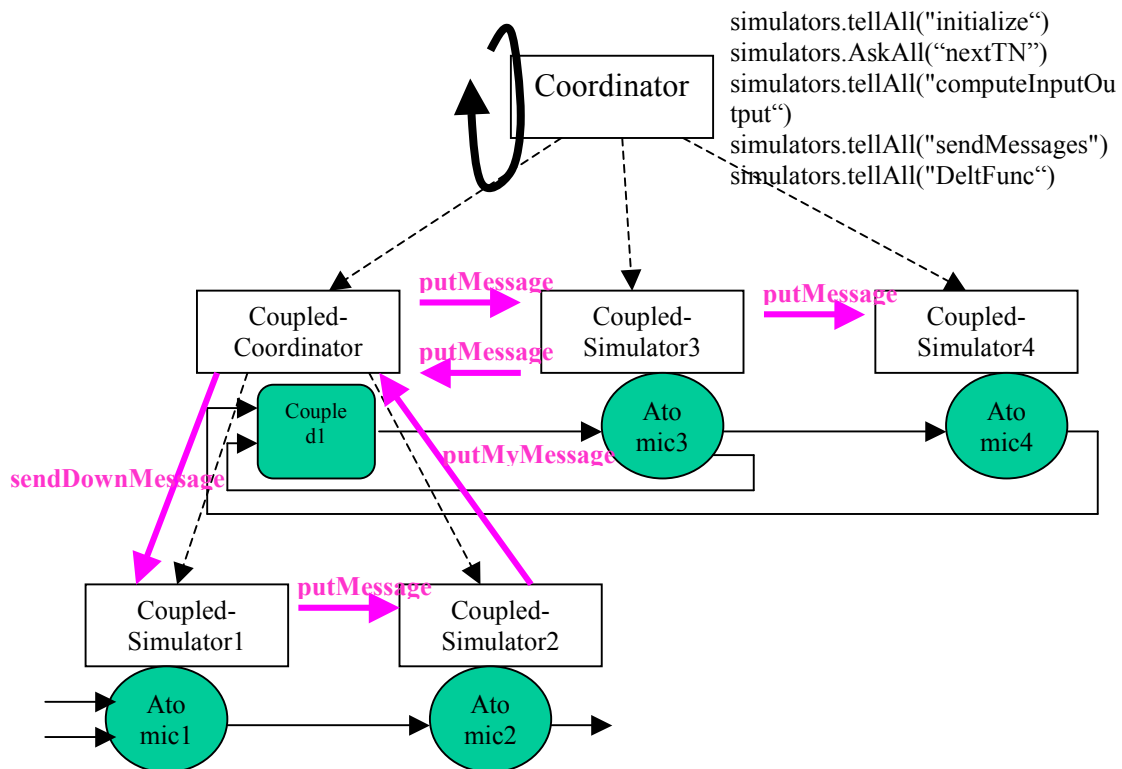 simulators.tellAll("initialize“)
simulators.AskAll(“nextTN”)
simulators.tellAll("computeInputOu
tput“)
simulators.tellAll("sendMessages")
simulators.tellAll("DeltFunc“)
Coordinator
putMessage
putMessage
Coupled-
Coordinator
Coupled-
Simulator3
Coupled-
Simulator4
putMessage
Couple
d1
Ato
mic3
Ato
mic4
putMyMessage
sendDownMessage
putMessage
Coupled-
Simulator1
Coupled-
Simulator2
Ato
mic1
Ato
mic2